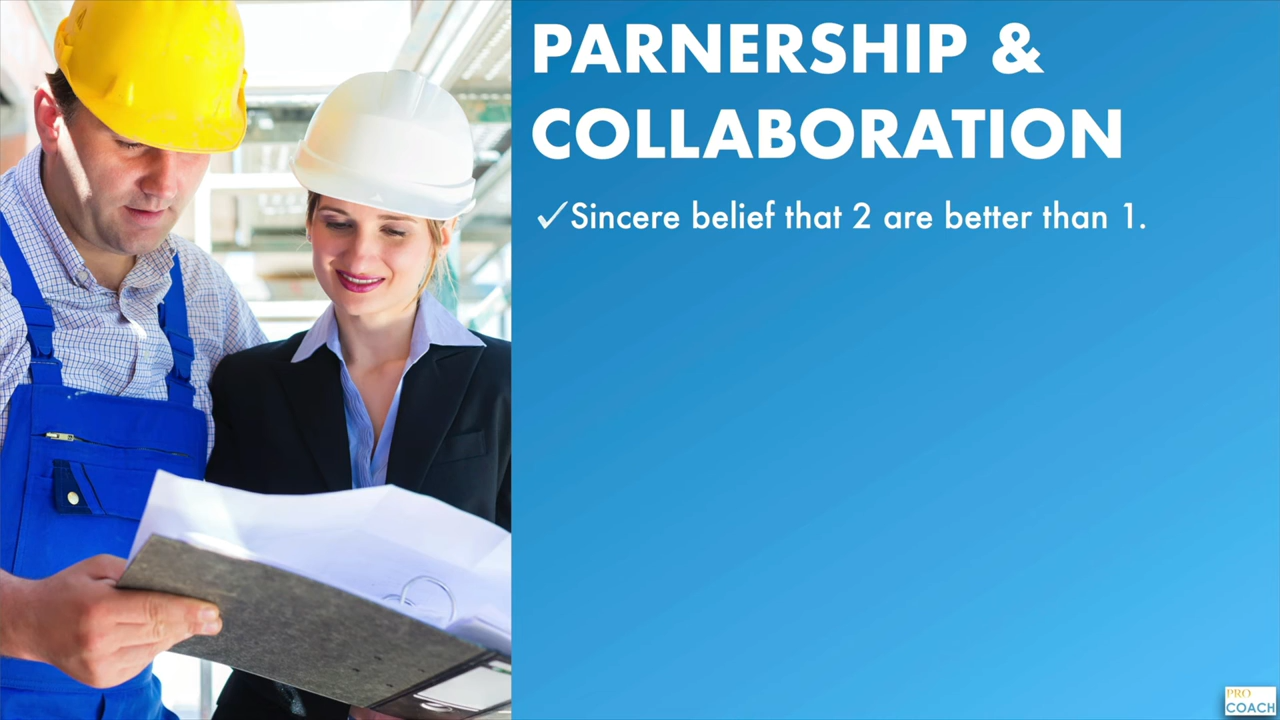 PARNERSHIP &
COLLABORATION
✓Sincere belief that 2 are better than 1.
PRO
COACH